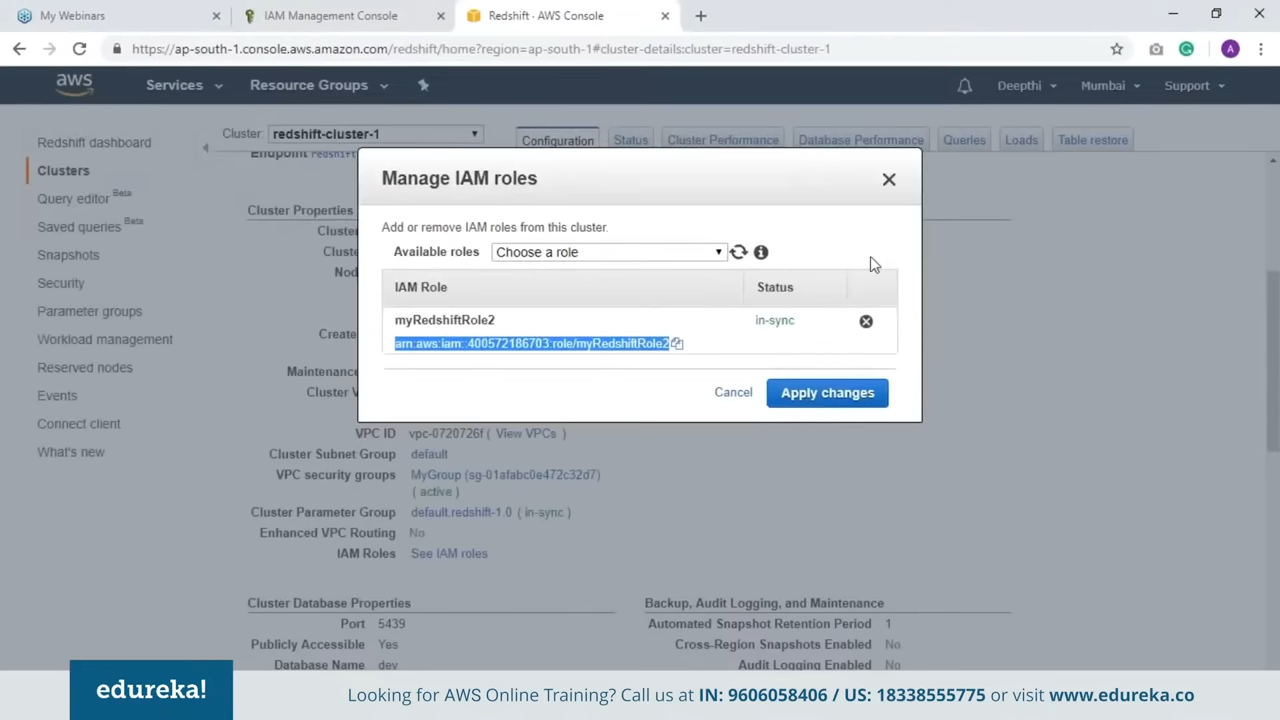 My Webinars
IAM Management Console
Redshift · AWS Console
https://ap-south-1.console.aws.amazon.com/redshift/home?region=ap-south-1#cluster-details:cluster=redshift-cluster-1
A
aws
Services
Resource Groups
Deepthi
Mumbai
Support
Redshift dashboard
Clusters
Query editor Beta
Saved queries Beta
Snapshots
Security
Parameter groups
Workload management
Reserved nodes
Events
Connect client
What's new
Cluster: redshift-cluster-1
Configuration
Status
Cluster Performance
Database Performance
Queries
Loads
Table restore
Endpoint redshift
Cluster Properties
Cluster
Cluste
Nod
Create
Maintenanc
Cluster V
Manage IAM roles
Add or remove IAM roles from this cluster.
Available roles Choose a role
IAM Role Status
myRedshiftRole2 in-sync
arn:aws:iam::400572186703:role/myRedshiftRole2
Cancel Apply changes
VPC ID vpc-0720726f ( View VPCs )
Cluster Subnet Group default
VPC security groups MyGroup (sg-01afabc0e472c32d7)
( active )
Cluster Parameter Group default.redshift-1.0 ( in-sync )
Enhanced VPC Routing No
IAM Roles See IAM roles
Cluster Database Properties
Port 5439
Publicly Accessible Yes
Database Name dev
Backup, Audit Logging, and Maintenance
Automated Snapshot Retention Period 1
Cross-Region Snapshots Enabled No
Audit Logging Enabled No
edureka!
Looking for AWS Online Training? Call us at IN: 9606058406 / US: 18338555775 or visit www.edureka.co